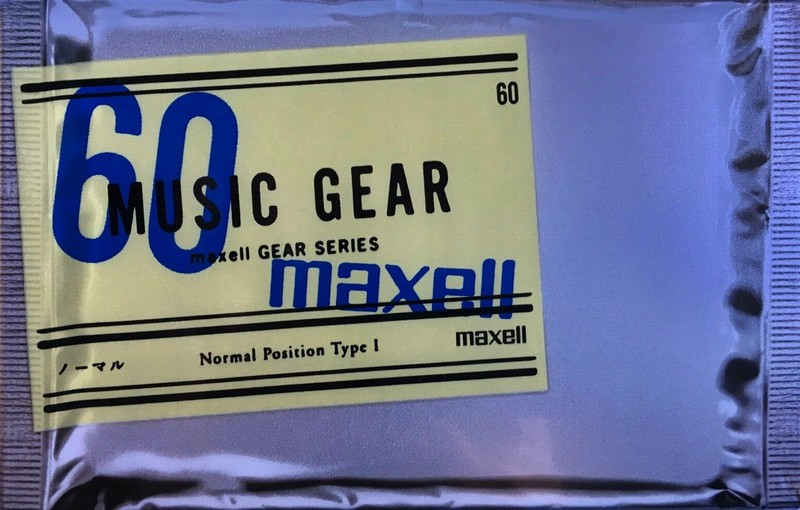 60
60
MUSIC GEAR
maxell GEAR SERIES
maxell
maxell
ノーマル Normal Position Type I